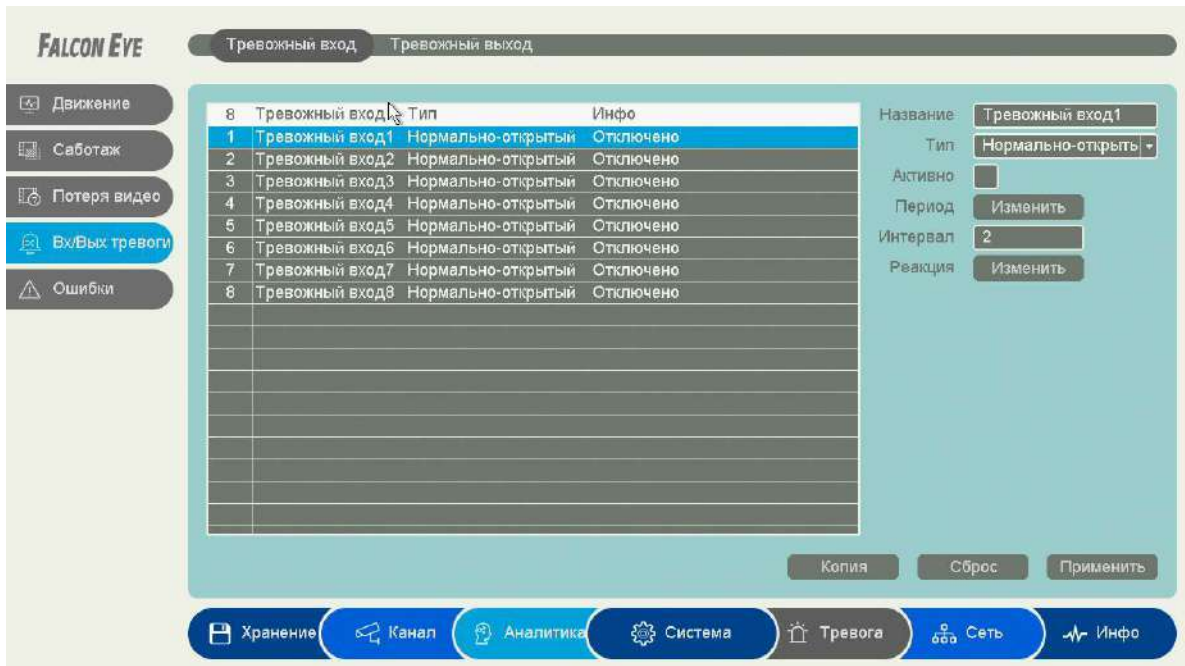 FALCON EYE
Тревожный вход Тревожный выход
Движение
Саботаж
Потеря видео
Вх/Вых тревоги
Ошибки
8 Тревожный вход Тип Инфо
1 Тревожный вход1 Нормально-открытый Отключено
2 Тревожный вход2 Нормально-открытый Отключено
3 Тревожный вход3 Нормально-открытый Отключено
4 Тревожный вход4 Нормально-открытый Отключено
5 Тревожный вход5 Нормально-открытый Отключено
6 Тревожный вход6 Нормально-открытый Отключено
7 Тревожный вход7 Нормально-открытый Отключено
8 Тревожный вход8 Нормально-открытый Отключено
Название Тревожный вход1
Тип Нормально-открыть
Активно
Период Изменить
Интервал 2
Реакция Изменить
Копия Сброс Применить
Хранение Канал Аналитика Система Тревога Сеть Инфо